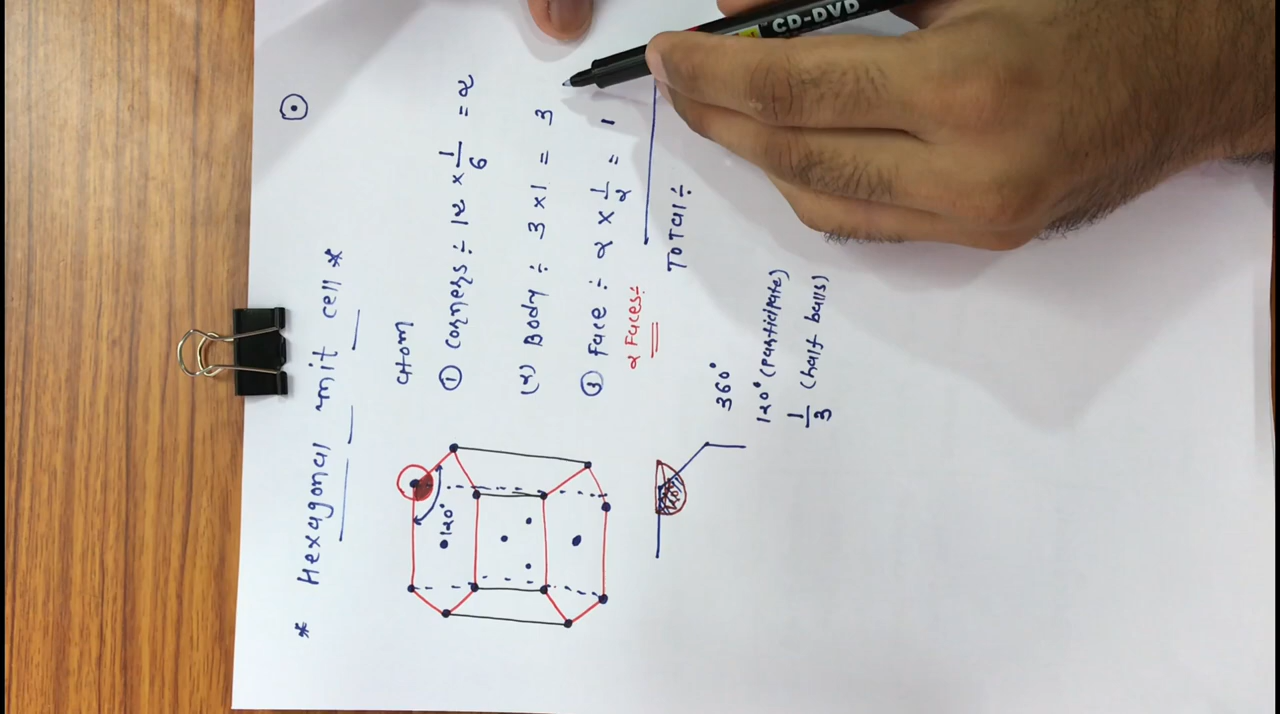 * Hexagonal unit cell *
Atom
① Corners ÷ 12 × 1/6 = 2
(2) Body ÷ 3 × 1 = 3
③ Face ÷ 2 × 1/2 = 1
2 Faces÷
Total ÷
360°
120° (Participate)
1/3 (half balls)
120°
120°
CD-DVD